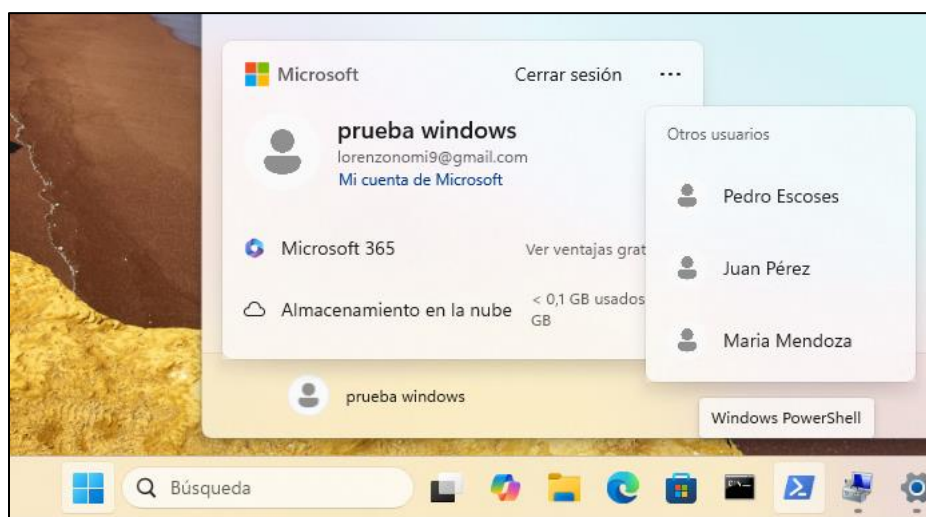 Microsoft
Cerrar sesión
prueba windows
lorenzonomi9@gmail.com
Mi cuenta de Microsoft
Microsoft 365
Ver ventajas grat
Almacenamiento en la nube
< 0,1 GB usados
GB
prueba windows
Otros usuarios
Pedro Escoses
Juan Pérez
Maria Mendoza
Windows PowerShell
Búsqueda